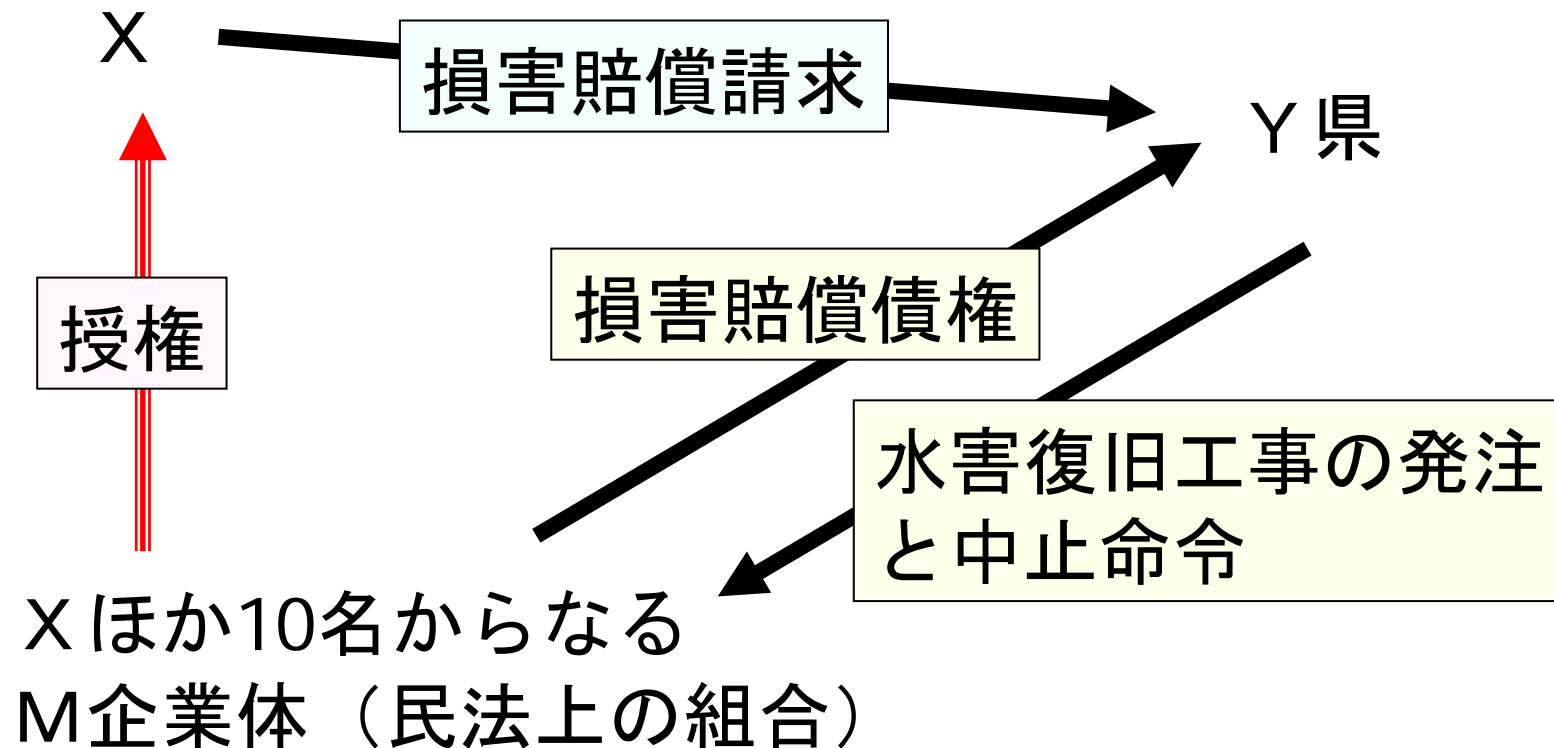 X
損害賠償請求
Y県
損害賠償債権
授権
水害復旧工事の発注
と中止命令
Xほか10名からなる
M企業体（民法上の組合）